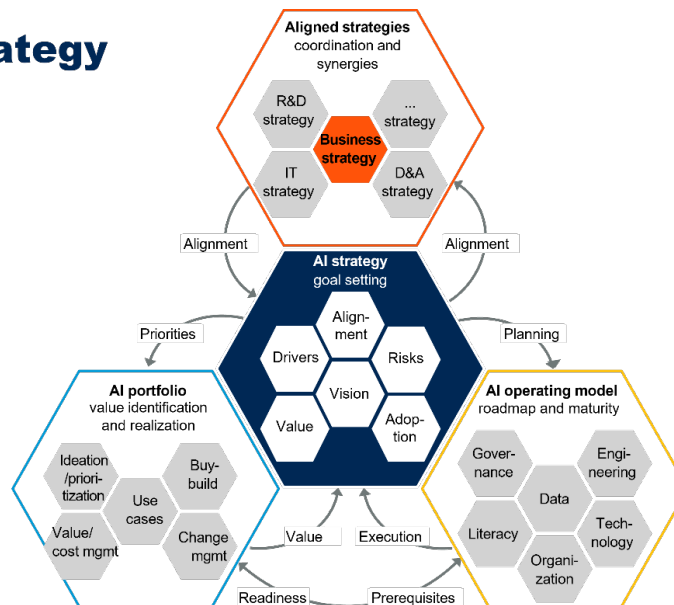 ategy
Aligned strategies
coordination and
synergies
R&D
strategy
...
strategy
Business
strategy
IT
strategy
D&A
strategy
Alignment
Alignment
AI strategy
goal setting
Align-
ment
Drivers
Risks
Vision
Value
Adop-
tion
Priorities
Planning
AI portfolio
value identification
and realization
Ideation
/priori-
tization
Buy-
build
Use
cases
Value/
cost mgmt
Change
mgmt
AI operating model
roadmap and maturity
Gover-
nance
Engi-
neering
Data
Literacy
Tech-
nology
Organi-
zation
Value
Execution
Readiness
Prerequisites